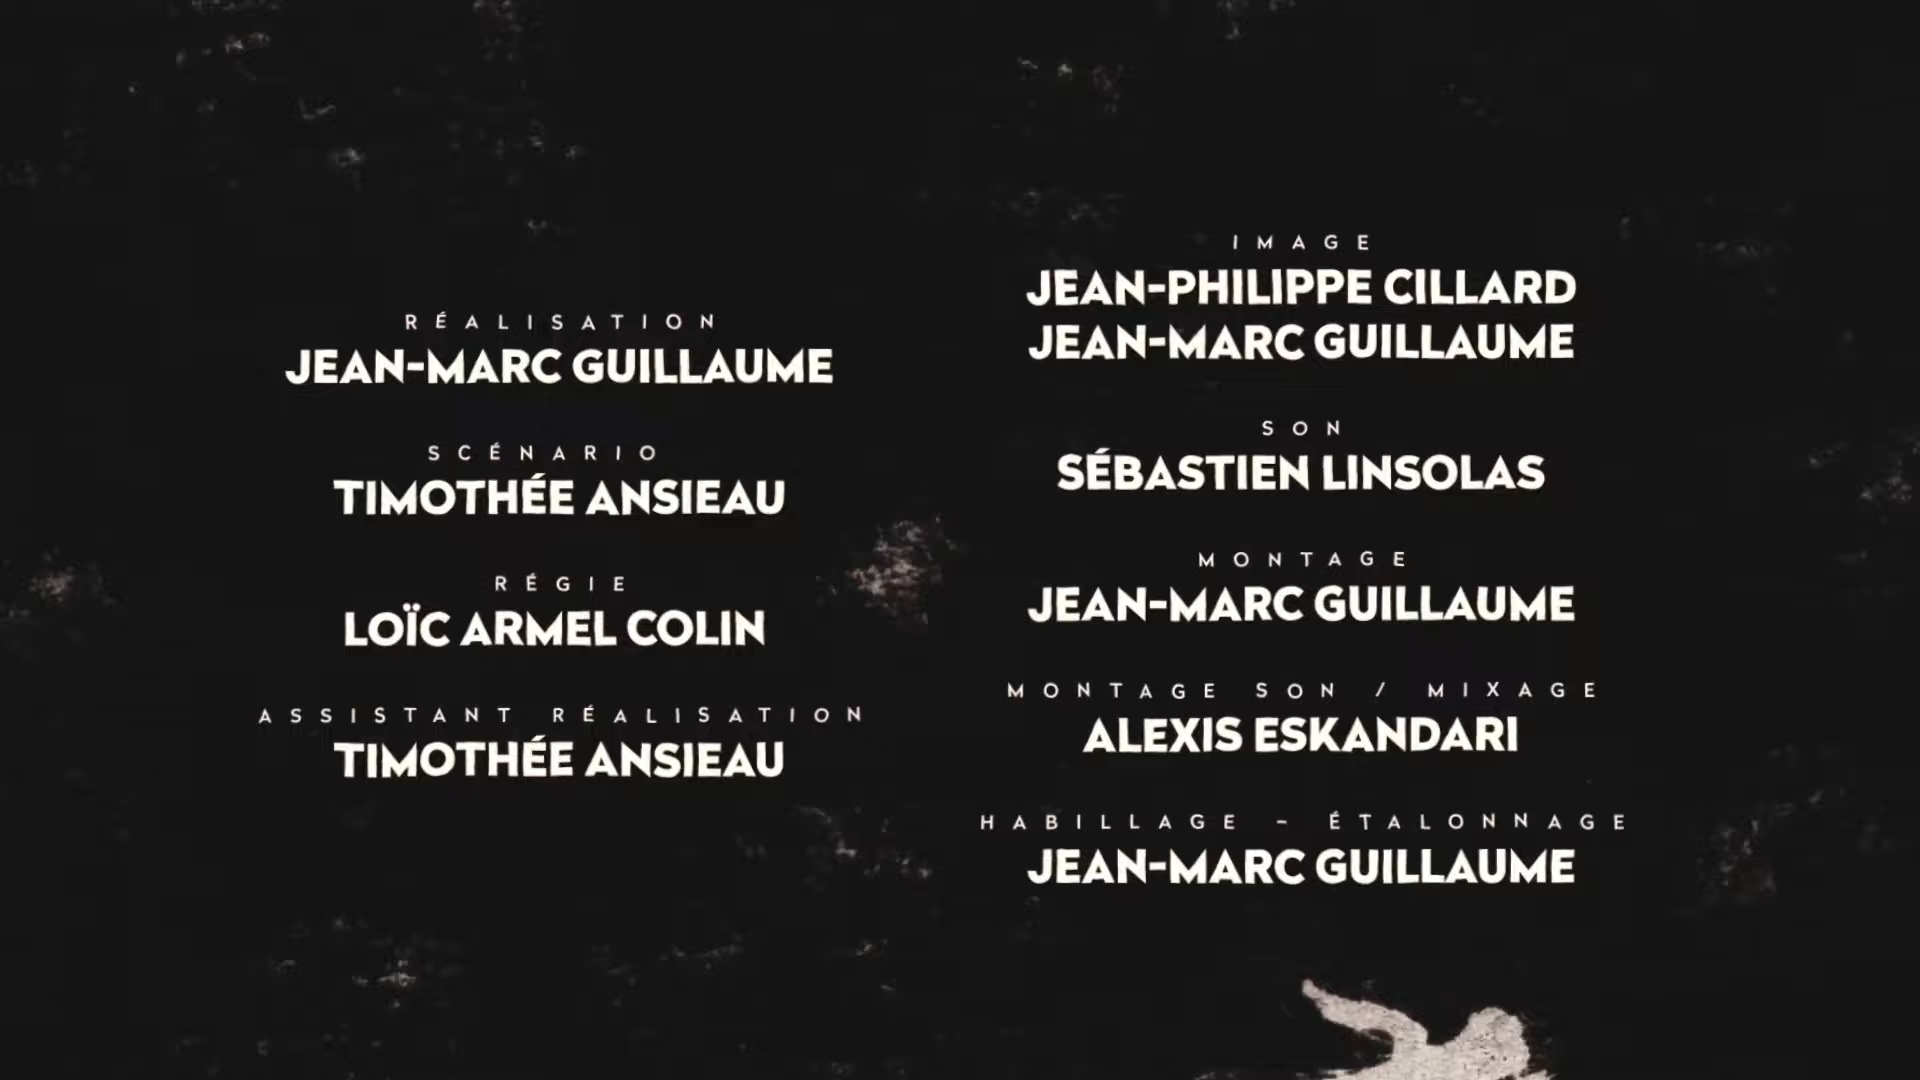 RÉALISATION
JEAN-MARC GUILLAUME
SCÉNARIO
TIMOTHÉE ANSIEAU
RÉGIE
LOÏC ARMEL COLIN
ASSISTANT RÉALISATION
TIMOTHÉE ANSIEAU
IMAGE
JEAN-PHILIPPE CILLARD
JEAN-MARC GUILLAUME
SON
SÉBASTIEN LINSOLAS
MONTAGE
JEAN-MARC GUILLAUME
MONTAGE SON / MIXAGE
ALEXIS ESKANDARI
HABILLAGE - ÉTALONNAGE
JEAN-MARC GUILLAUME